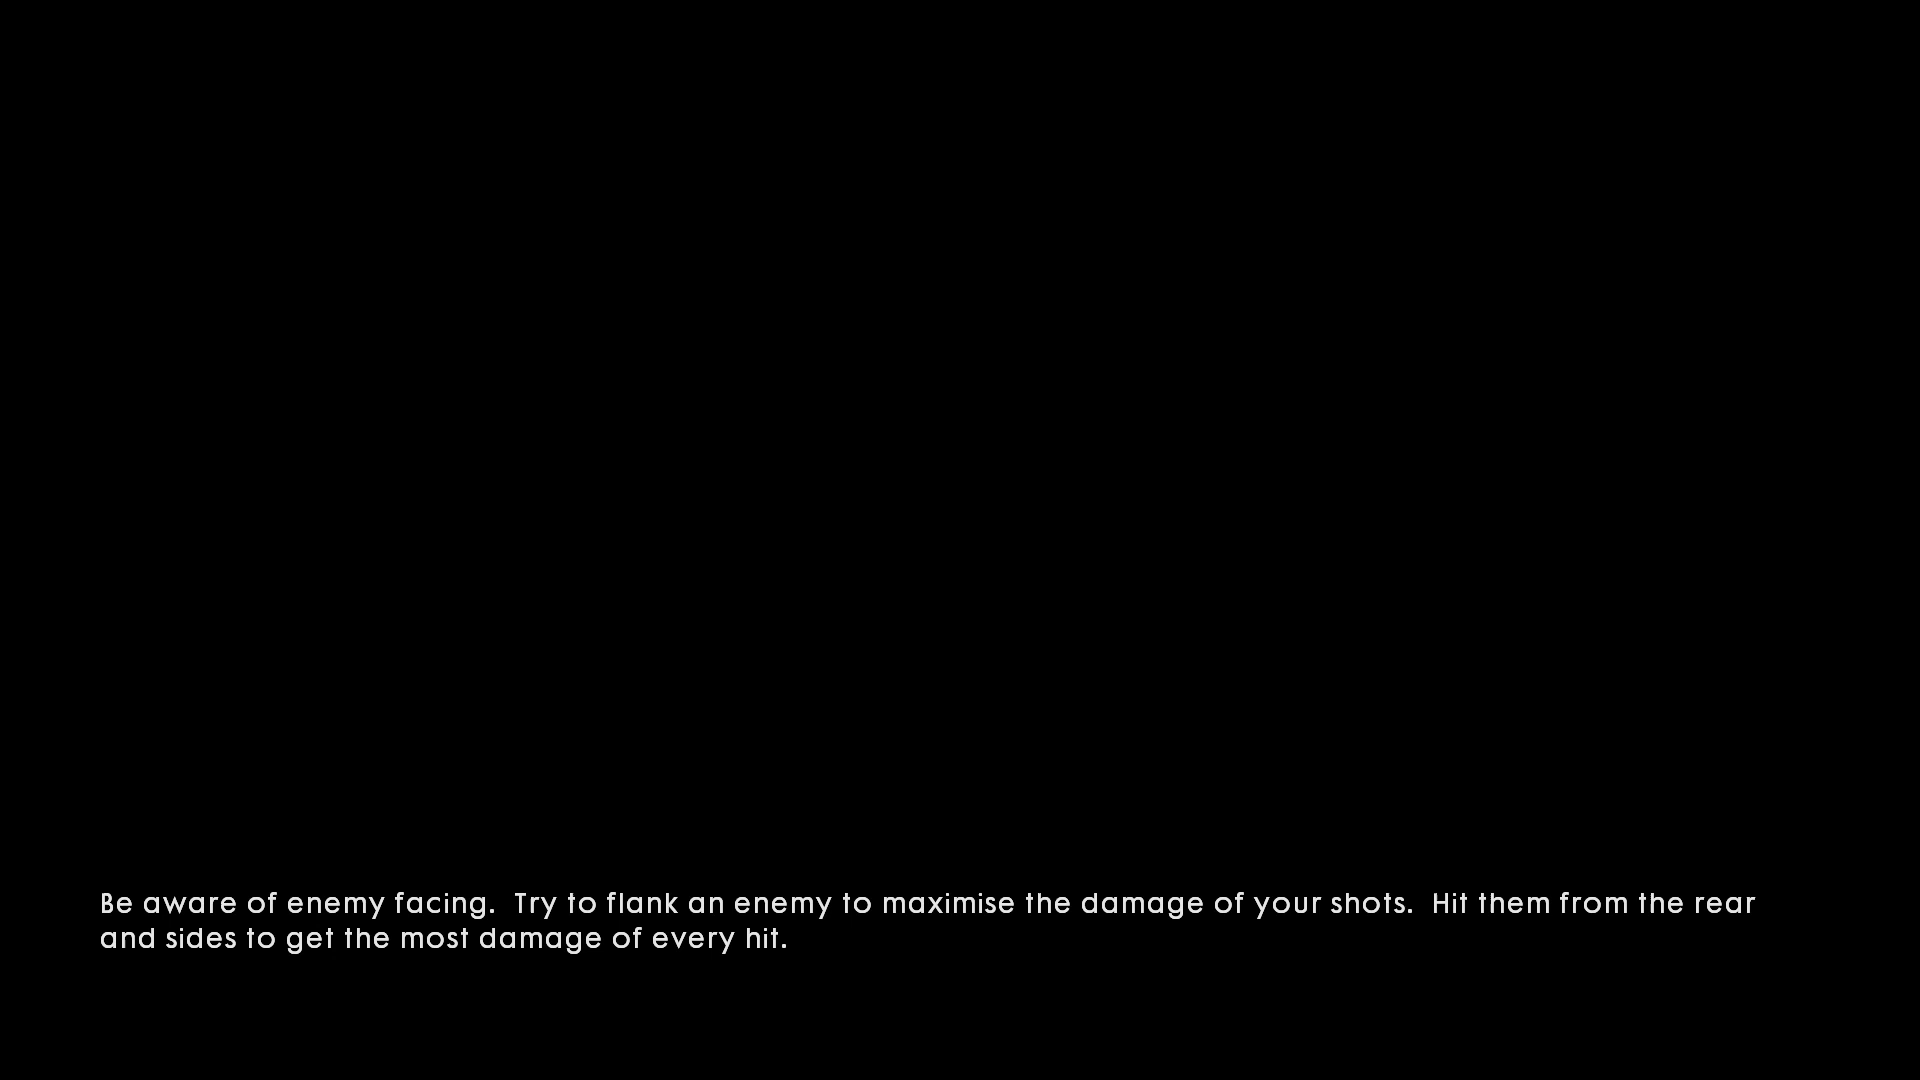 Be aware of enemy facing.  Try to flank an enemy to maximise the damage of your shots.  Hit them from the rear
and sides to get the most damage of every hit.